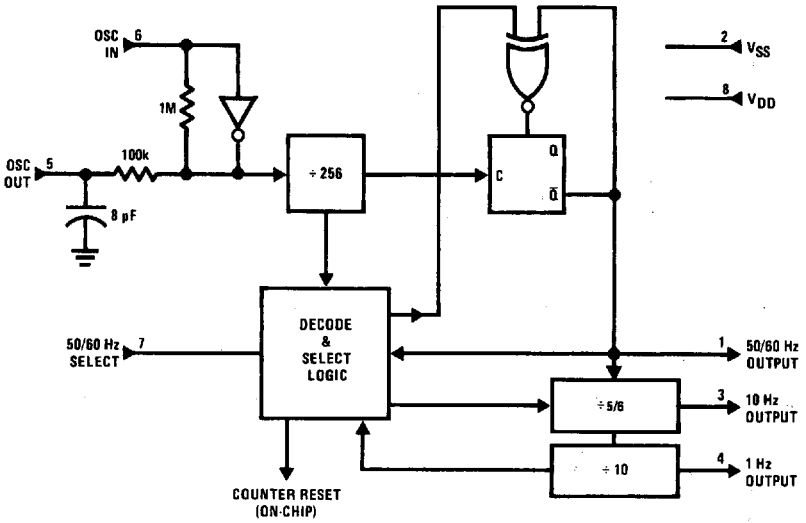 OSC
IN
6
2
VSS
1M
8
VDD
100k
OSC
OUT
5
÷ 256
C
Q
Q̅
8 pF
DECODE
&
SELECT
LOGIC
50/60 Hz
SELECT
7
1
50/60 Hz
OUTPUT
÷5/6
3
10 Hz
OUTPUT
÷ 10
4
1 Hz
OUTPUT
COUNTER RESET
(ON-CHIP)